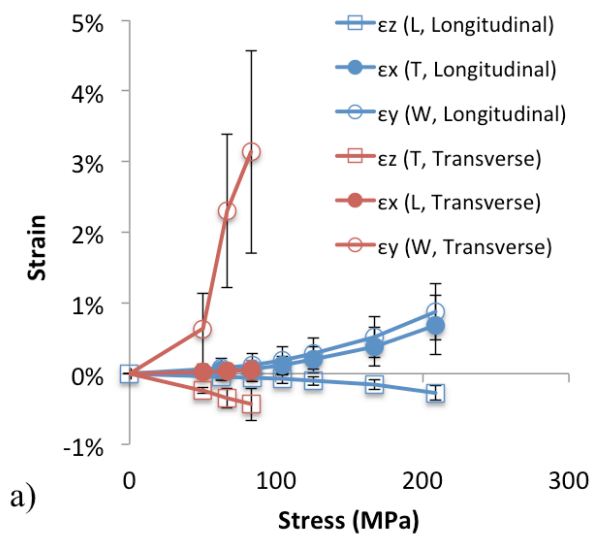 5%
4%
3%
2%
1%
0%
-1%
Strain
εz (L, Longitudinal)
εx (T, Longitudinal)
εy (W, Longitudinal)
εz (T, Transverse)
εx (L, Transverse)
εy (W, Transverse)
0 100 200 300
Stress (MPa)
a)